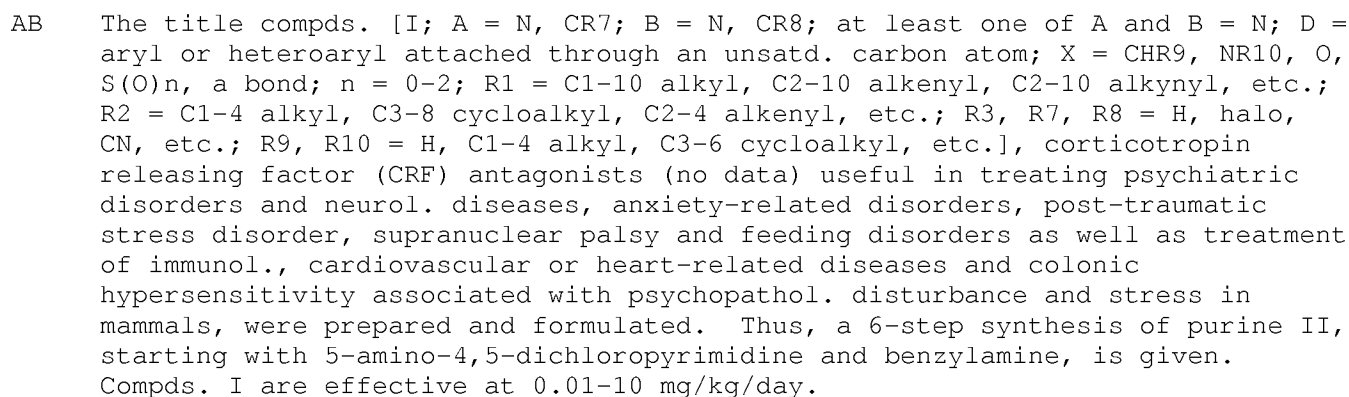 AB The title compds. [I; A = N, CR7; B = N, CR8; at least one of A and B = N; D =
aryl or heteroaryl attached through an unsatd. carbon atom; X = CHR9, NR10, O,
S(O)n, a bond; n = 0-2; R1 = C1-10 alkyl, C2-10 alkenyl, C2-10 alkynyl, etc.;
R2 = C1-4 alkyl, C3-8 cycloalkyl, C2-4 alkenyl, etc.; R3, R7, R8 = H, halo,
CN, etc.; R9, R10 = H, C1-4 alkyl, C3-6 cycloalkyl, etc.], corticotropin
releasing factor (CRF) antagonists (no data) useful in treating psychiatric
disorders and neurol. diseases, anxiety-related disorders, post-traumatic
stress disorder, supranuclear palsy and feeding disorders as well as treatment
of immunol., cardiovascular or heart-related diseases and colonic
hypersensitivity associated with psychopathol. disturbance and stress in
mammals, were prepared and formulated. Thus, a 6-step synthesis of purine II,
starting with 5-amino-4,5-dichloropyrimidine and benzylamine, is given.
Compds. I are effective at 0.01-10 mg/kg/day.